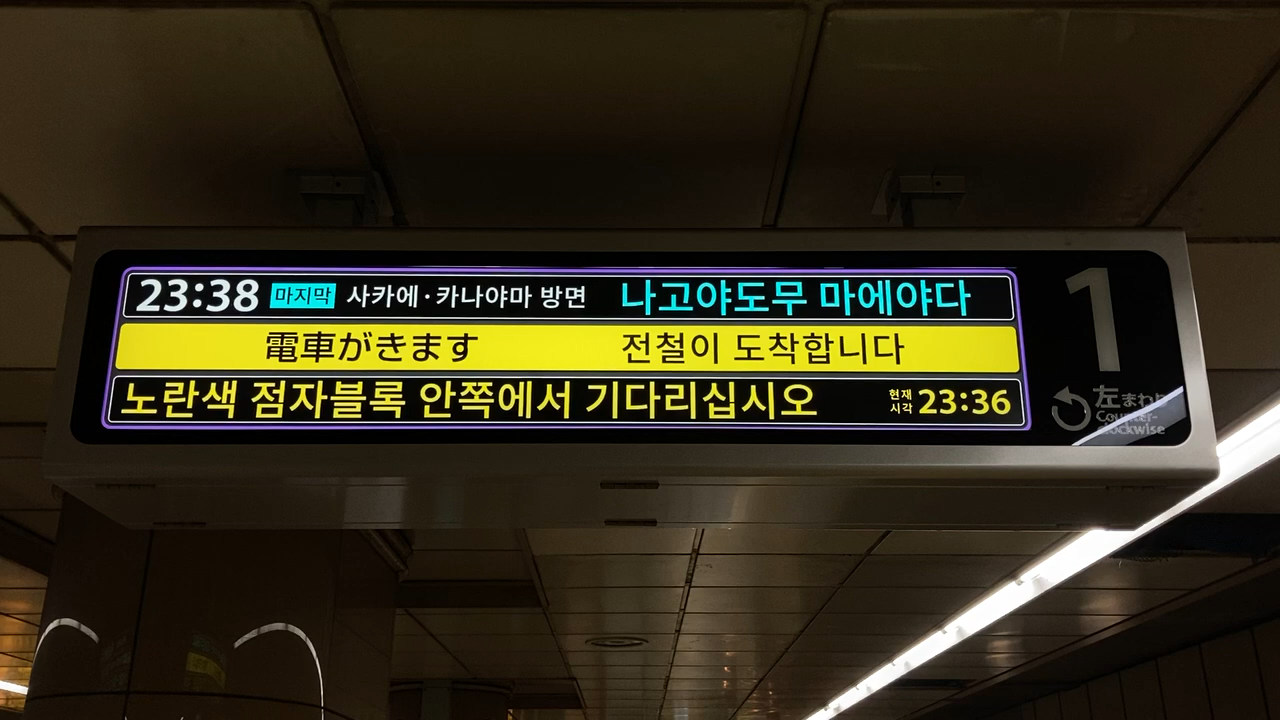 23:38 마지막 사카에·카나야마 방면 나고야도무 마에야다
電車がきます 전철이 도착합니다
노란색 점자블록 안쪽에서 기다리십시오 현재 시각 23:36
1
左まわり
Counter-
clockwise